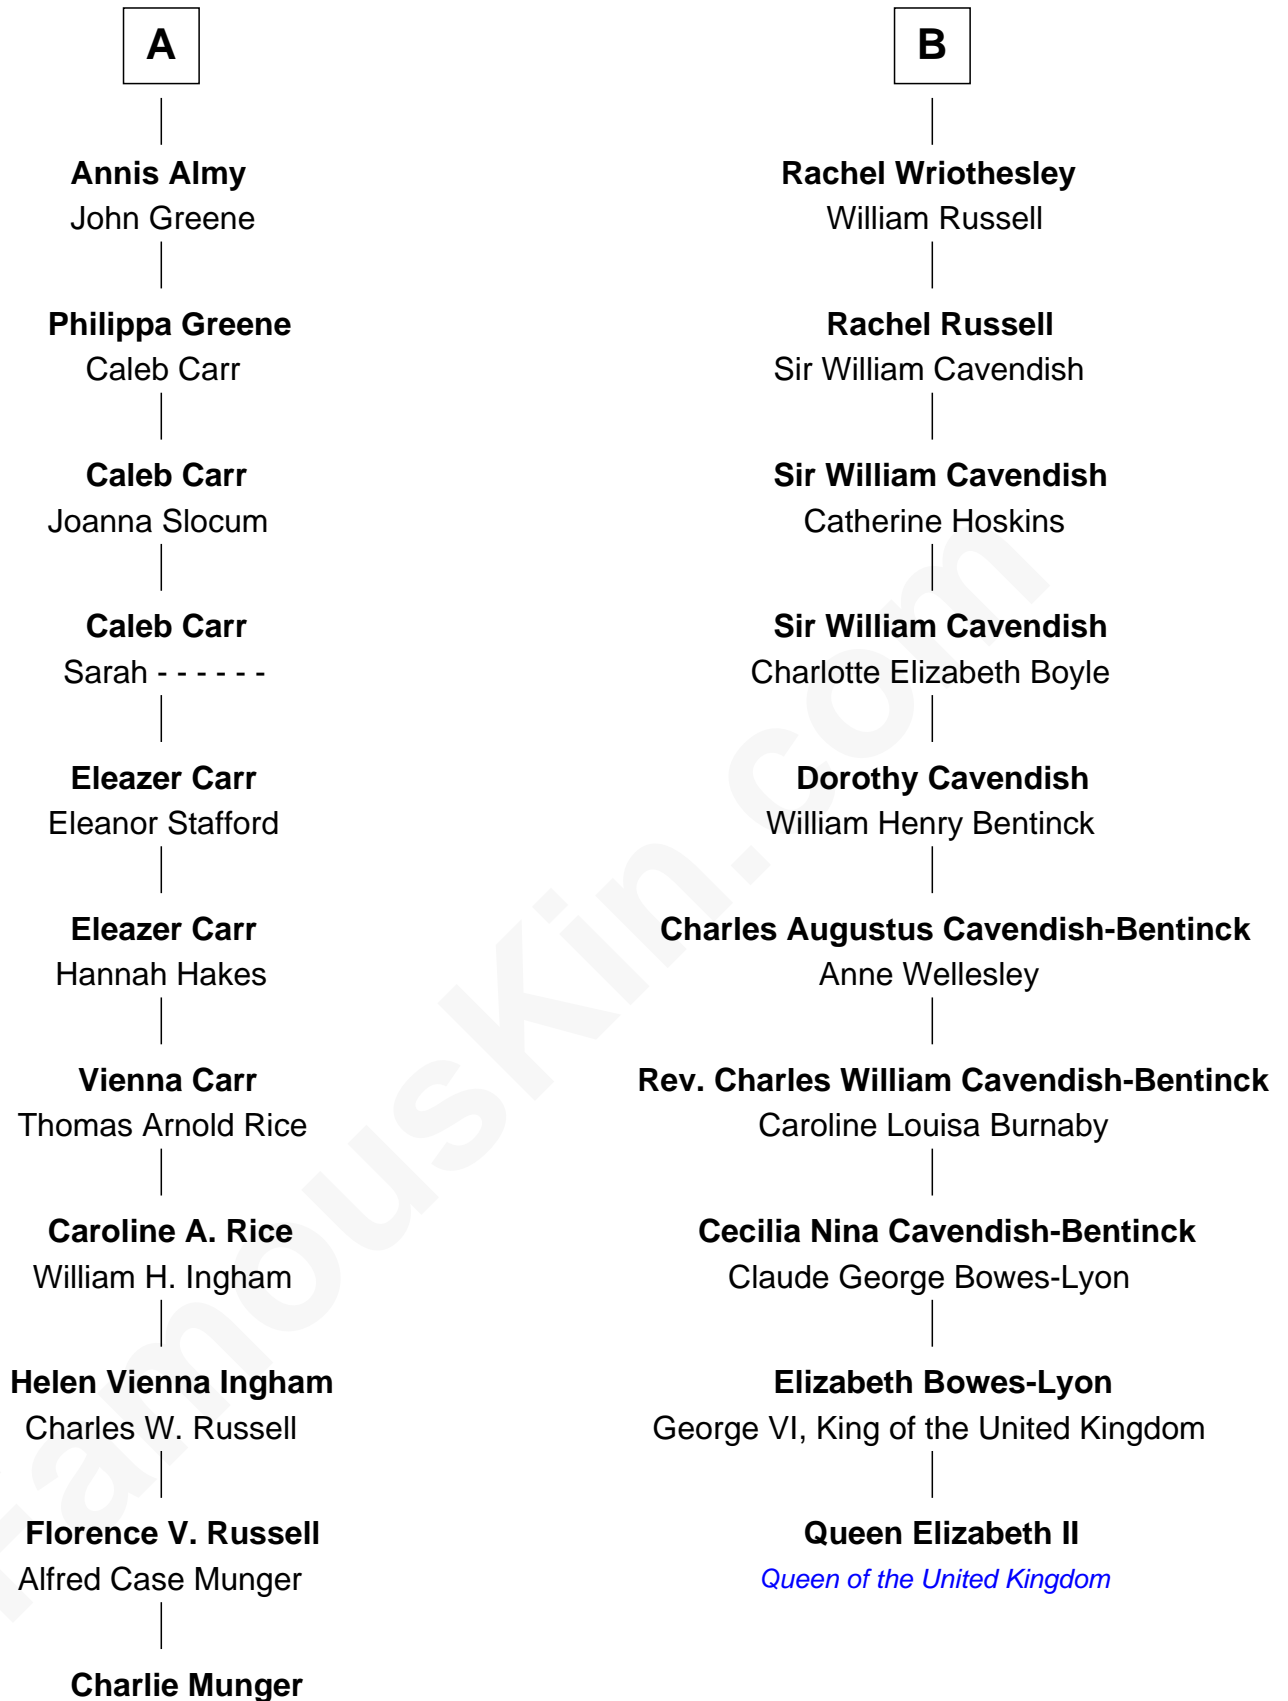 A
Annis Almy
John Greene
Philippa Greene
Caleb Carr
Caleb Carr
Joanna Slocum
Caleb Carr
Sarah - - - - - -
Eleazer Carr
Eleanor Stafford
Eleazer Carr
Hannah Hakes
Vienna Carr
Thomas Arnold Rice
Caroline A. Rice
William H. Ingham
Helen Vienna Ingham
Charles W. Russell
Florence V. Russell
Alfred Case Munger
Charlie Munger
B
Rachel Wriothesley
William Russell
Rachel Russell
Sir William Cavendish
Sir William Cavendish
Catherine Hoskins
Sir William Cavendish
Charlotte Elizabeth Boyle
Dorothy Cavendish
William Henry Bentinck
Charles Augustus Cavendish-Bentinck
Anne Wellesley
Rev. Charles William Cavendish-Bentinck
Caroline Louisa Burnaby
Cecilia Nina Cavendish-Bentinck
Claude George Bowes-Lyon
Elizabeth Bowes-Lyon
George VI, King of the United Kingdom
Queen Elizabeth II
Queen of the United Kingdom
FamousKin.com